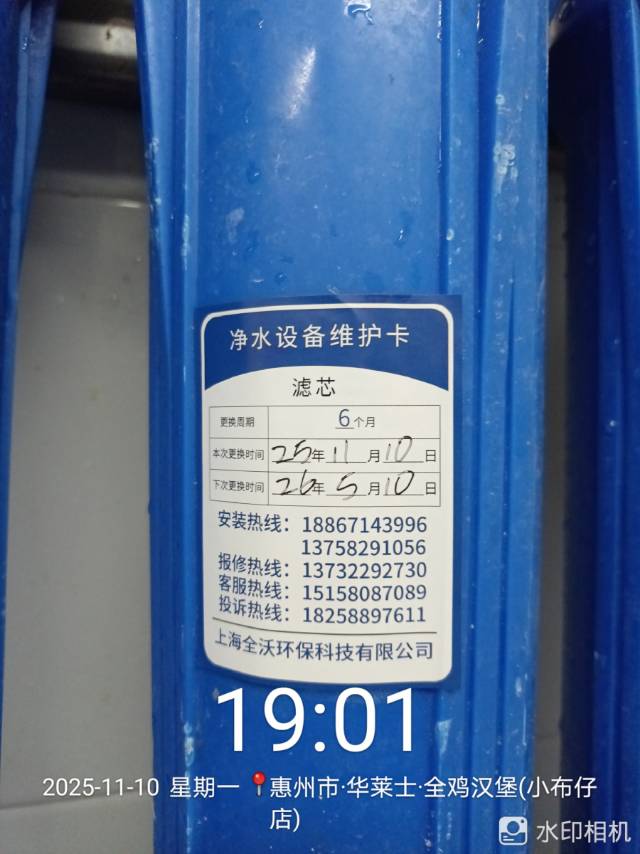 净水设备维护卡
滤芯
更换周期 6个月
本次更换时间 25年11月10日
下次更换时间 26年5月10日
安装热线：18867143996
13758291056
报修热线：13732292730
客服热线：15158087089
投诉热线：18258897611
上海全沃环保科技有限公司
19:01
2025-11-10 星期一 惠州市·华莱士·全鸡汉堡(小布仔
店)
水印相机